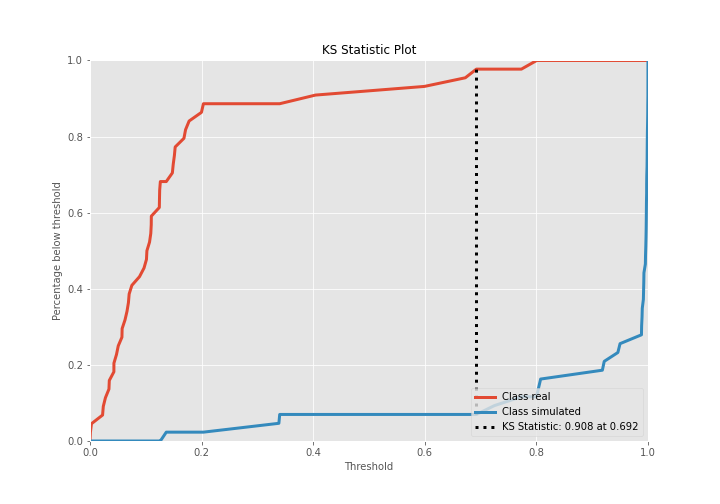 KS Statistic Plot
1.0
0.8
0.6
0.4
0.2
0.0
Percentage below threshold
Class real
Class simulated
KS Statistic: 0.908 at 0.692
0.0 0.2 0.4 0.6 0.8 1.0
Threshold